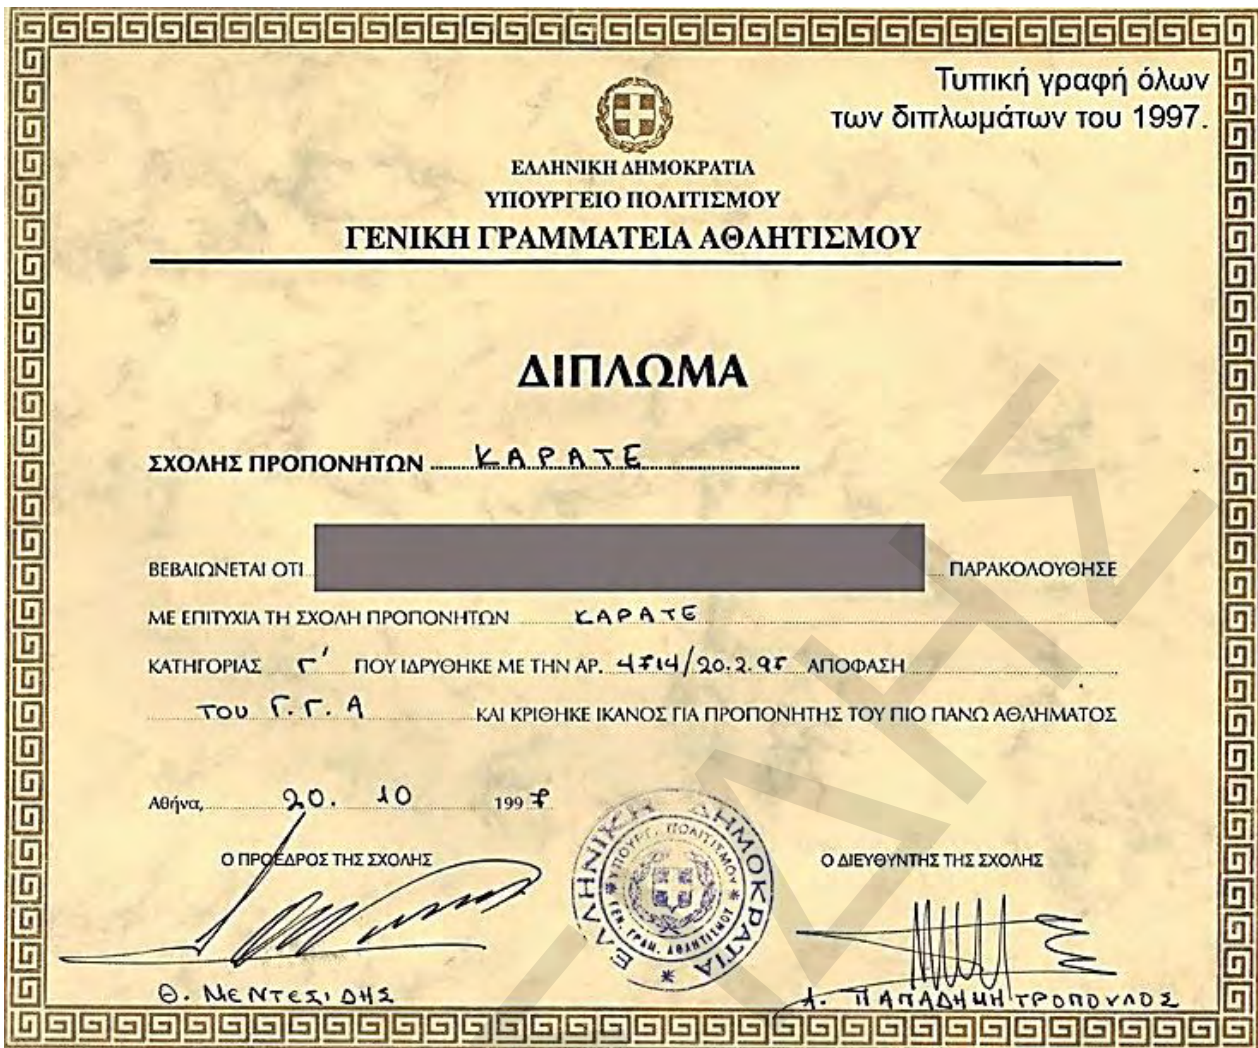 Τυπική γραφή όλων
των διπλωμάτων του 1997.
ΕΛΛΗΝΙΚΗ ΔΗΜΟΚΡΑΤΙΑ
ΥΠΟΥΡΓΕΙΟ ΠΟΛΙΤΙΣΜΟΥ
ΓΕΝΙΚΗ ΓΡΑΜΜΑΤΕΙΑ ΑΘΛΗΤΙΣΜΟΥ
ΔΙΠΛΩΜΑ
ΣΧΟΛΗΣ ΠΡΟΠΟΝΗΤΩΝ ΚΑΡΑΤΕ
ΒΕΒΑΙΩΝΕΤΑΙ ΟΤΙ ΠΑΡΑΚΟΛΟΥΘΗΣΕ
ΜΕ ΕΠΙΤΥΧΙΑ ΤΗ ΣΧΟΛΗ ΠΡΟΠΟΝΗΤΩΝ ΚΑΡΑΤΕ
ΚΑΤΗΓΟΡΙΑΣ Γ' ΠΟΥ ΙΔΡΥΘΗΚΕ ΜΕ ΤΗΝ ΑΡ. 4714/20.2.97 ΑΠΟΦΑΣΗ
ΤΟΥ Γ.Γ.Α ΚΑΙ ΚΡΙΘΗΚΕ ΙΚΑΝΟΣ ΓΙΑ ΠΡΟΠΟΝΗΤΗΣ ΤΟΥ ΠΙΟ ΠΑΝΩ ΑΘΛΗΜΑΤΟΣ
Αθήνα, 20. 10 1997
Ο ΠΡΟΕΔΡΟΣ ΤΗΣ ΣΧΟΛΗΣ
Ο ΔΙΕΥΘΥΝΤΗΣ ΤΗΣ ΣΧΟΛΗΣ
ΕΛΛΗΝΙΚΗ ΔΗΜΟΚΡΑΤΙΑ
ΥΠΟΥΡΓ. ΠΟΛΙΤΙΣΜΟΥ
ΓΕΝ. ΓΡΑΜ. ΑΘΛΗΤΙΣΜΟΥ
Θ. ΜΕΝΤΕΣΙΔΗΣ
Α. ΠΑΠΑΔΗΜΗΤΡΟΠΟΥΛΟΣ